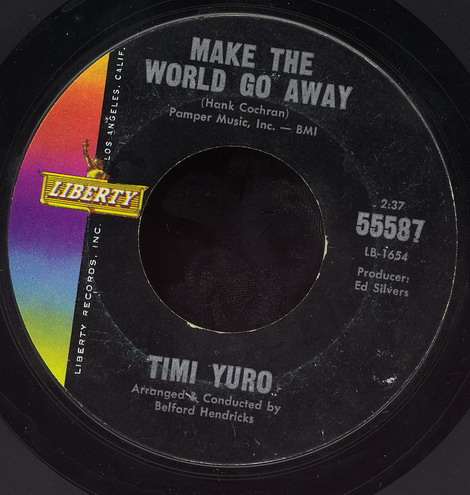 MAKE THE
WORLD GO AWAY
(Hank Cochran)
Pamper Music, Inc. — BMI
LIBERTY
LIBERTY RECORDS, INC. LOS ANGELES, CALIF.
2:37
55587
LB-1654
Producer:
Ed Silvers
TIMI YURO
Arranged & Conducted by
Belford Hendricks